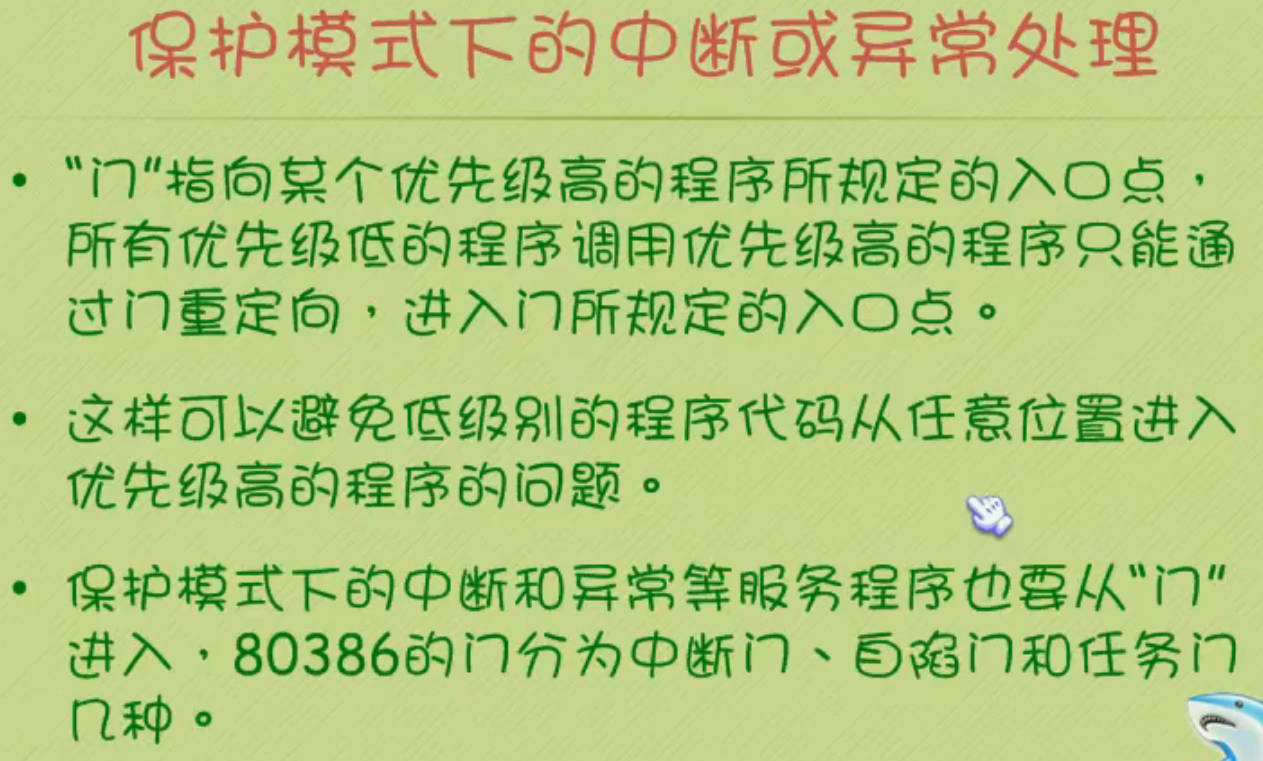 保护模式下的中断或异常处理
• “门”指向某个优先级高的程序所规定的入口点，
所有优先级低的程序调用优先级高的程序只能通
过门重定向，进入门所规定的入口点。
• 这样可以避免低级别的程序代码从任意位置进入
优先级高的程序的问题。
• 保护模式下的中断和异常等服务程序也要从“门”
进入，80386的门分为中断门、自陷门和任务门
几种。